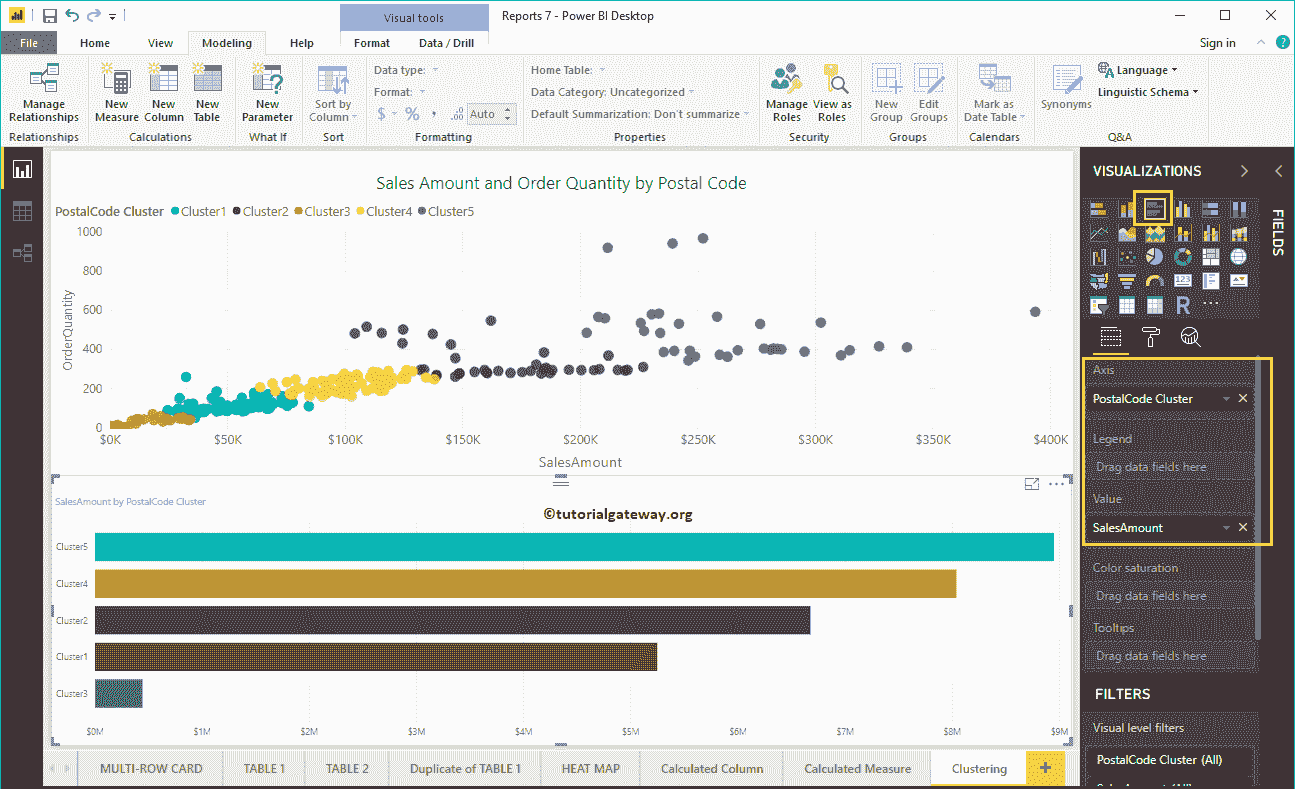 Visual tools
Reports 7 - Power BI Desktop
File Home View Modeling Help Format Data / Drill Sign in
Manage Relationships
Relationships
New Measure
New Column
New Table
Calculations
New Parameter
What If
Sort by Column
Sort
Data type:
Format:
$ % , .00 Auto
Formatting
Home Table:
Data Category: Uncategorized
Default Summarization: Don't summarize
Properties
Manage Roles
View as Roles
Security
New Group
Edit Groups
Groups
Mark as Date Table
Calendars
Synonyms
Language
Linguistic Schema
Q&A
Sales Amount and Order Quantity by Postal Code
PostalCode Cluster Cluster1 Cluster2 Cluster3 Cluster4 Cluster5
OrderQuantity
1000
800
600
400
200
0
$0K $50K $100K $150K $200K $250K $300K $350K $400K
SalesAmount
SalesAmount by PostalCode Cluster
©tutorialgateway.org
Cluster5
Cluster4
Cluster2
Cluster1
Cluster3
$0M $1M $2M $3M $4M $5M $6M $7M $8M $9M
MULTI-ROW CARD TABLE 1 TABLE 2 Duplicate of TABLE 1 HEAT MAP Calculated Column Calculated Measure Clustering +
VISUALIZATIONS
FIELDS
123
R
Axis
PostalCode Cluster
Legend
Drag data fields here
Value
SalesAmount
Color saturation
Drag data fields here
Tooltips
Drag data fields here
FILTERS
Visual level filters
PostalCode Cluster (All)
SalesAmount (All)